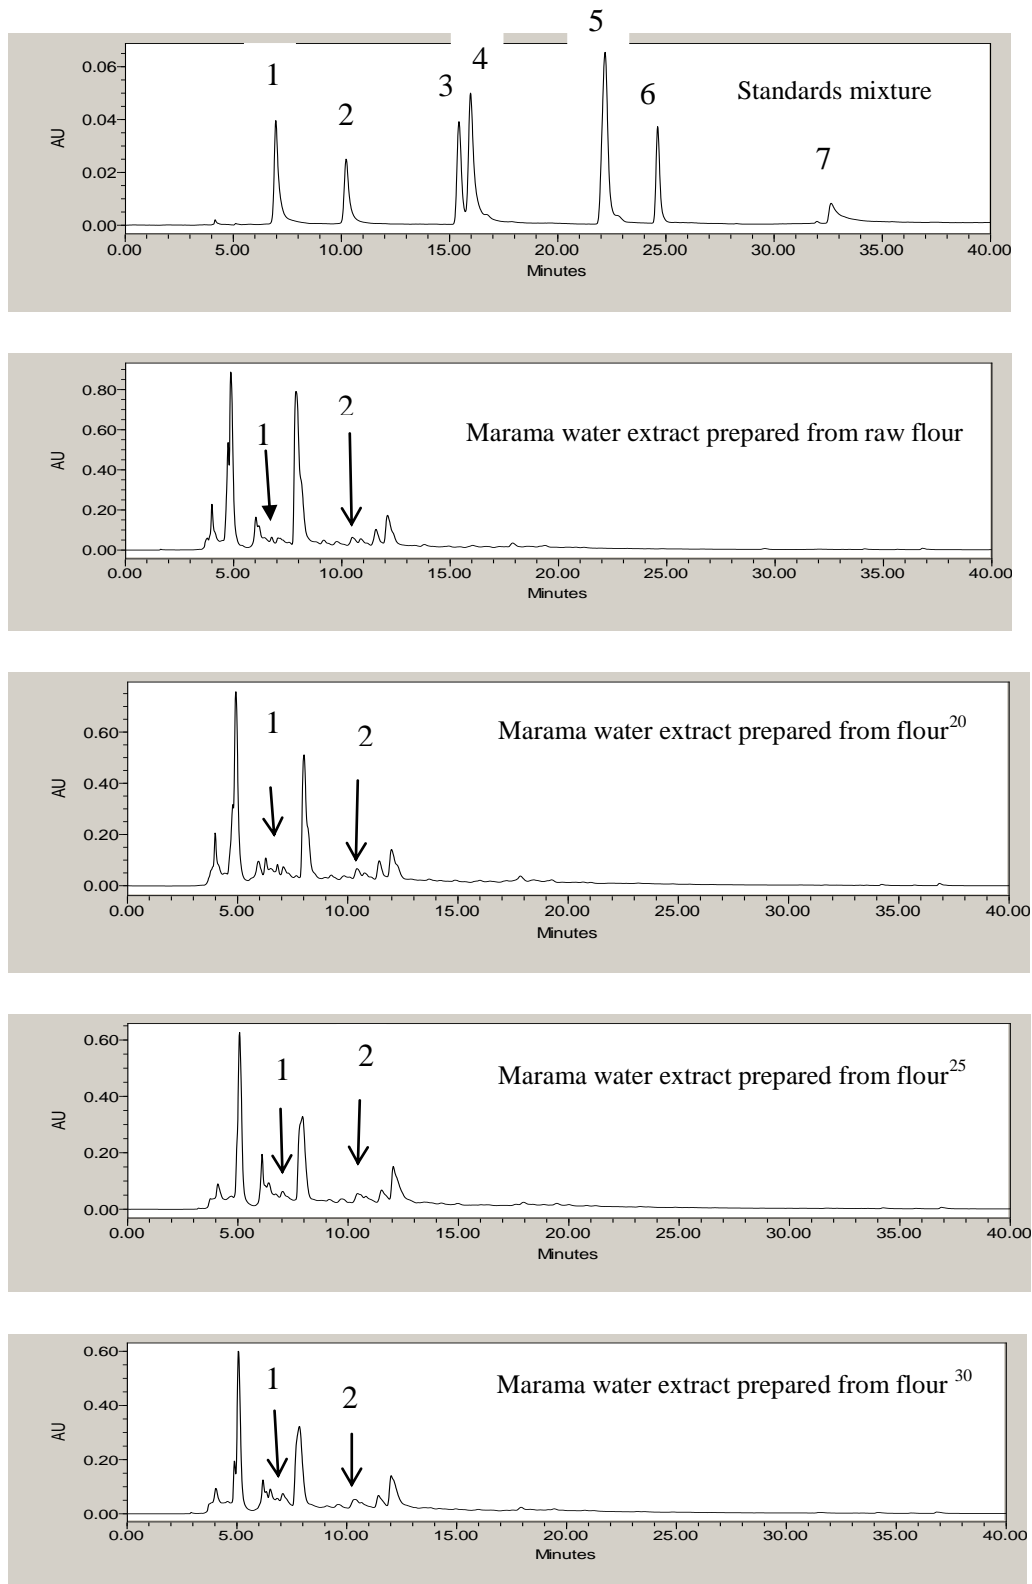 5
4
1
3
6
2
Standards mixture
7
0.06
0.04
0.02
0.00
AU
0.00 5.00 10.00 15.00 20.00 25.00 30.00 35.00 40.00
Minutes
2
1
Marama water extract prepared from raw flour
0.80
0.60
0.40
0.20
0.00
AU
0.00 5.00 10.00 15.00 20.00 25.00 30.00 35.00 40.00
Minutes
1
2
Marama water extract prepared from flour20
0.60
0.40
0.20
0.00
AU
0.00 5.00 10.00 15.00 20.00 25.00 30.00 35.00 40.00
Minutes
1
2
Marama water extract prepared from flour25
0.60
0.40
0.20
0.00
AU
0.00 5.00 10.00 15.00 20.00 25.00 30.00 35.00 40.00
Minutes
1
2
Marama water extract prepared from flour 30
0.60
0.40
0.20
0.00
AU
0.00 5.00 10.00 15.00 20.00 25.00 30.00 35.00 40.00
Minutes